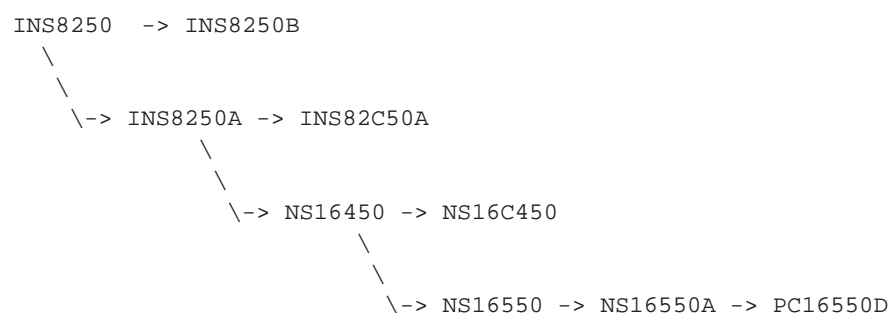 INS8250  -> INS8250B
\
\
\-> INS8250A -> INS82C50A
\
\
\-> NS16450 -> NS16C450
\
\
\-> NS16550 -> NS16550A -> PC16550D